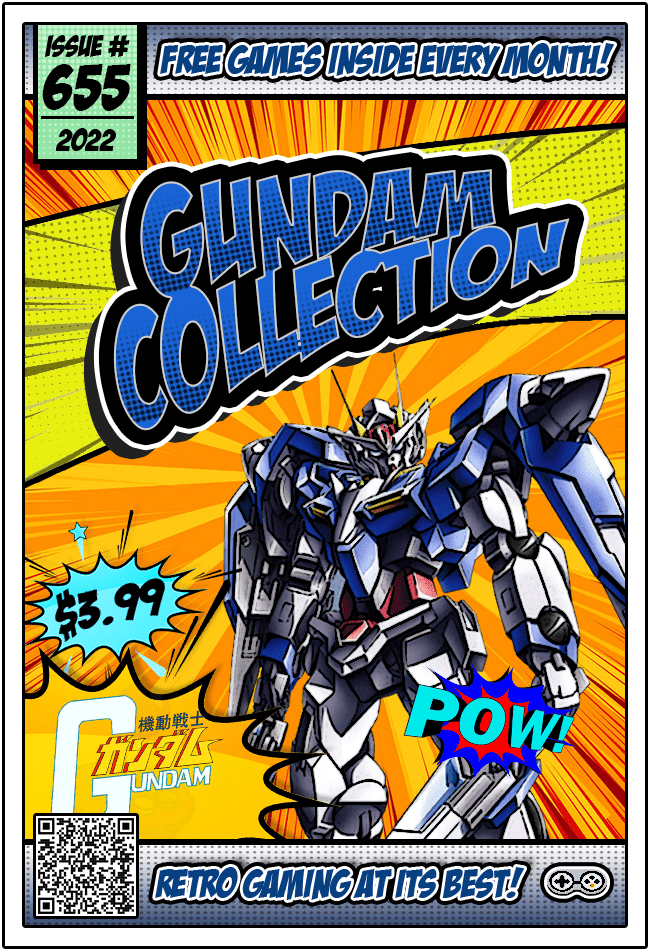 ISSUE #
655
2022
FREE GAMES INSIDE EVERY MONTH!
GUNDAM
COLLECTION
$3.99
機動戦士
ガンダム
GUNDAM
POW!
RETRO GAMING AT ITS BEST!